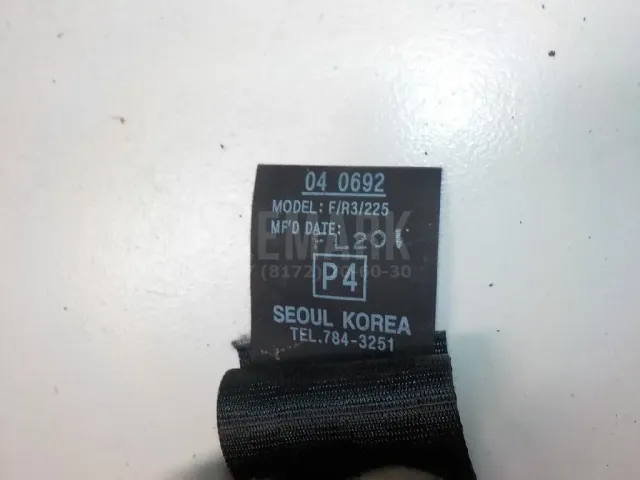 04 0692
MODEL: F/R3/225
MF'D DATE:
P4
SEOUL KOREA
TEL.784-3251